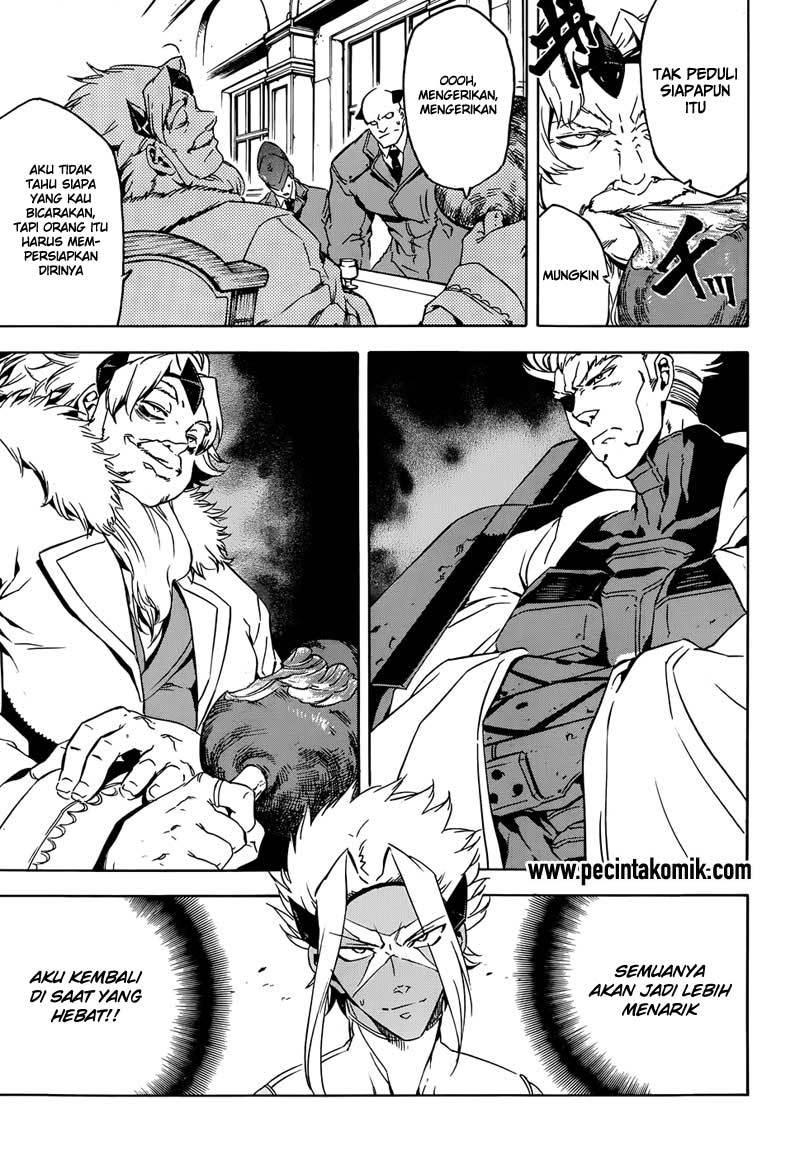 TAK PEDULI
SIAPAPUN
ITU
MUNGKIN
OOOH,
MENGERIKAN,
MENGERIKAN
AKU TIDAK
TAHU SIAPA
YANG KAU
BICARAKAN,
TAPI ORANG ITU
HARUS MEM-
PERSIAPKAN
DIRINYA
www.pecintakomik.com
SEMUANYA
AKAN JADI LEBIH
MENARIK
AKU KEMBALI
DI SAAT YANG
HEBAT!!